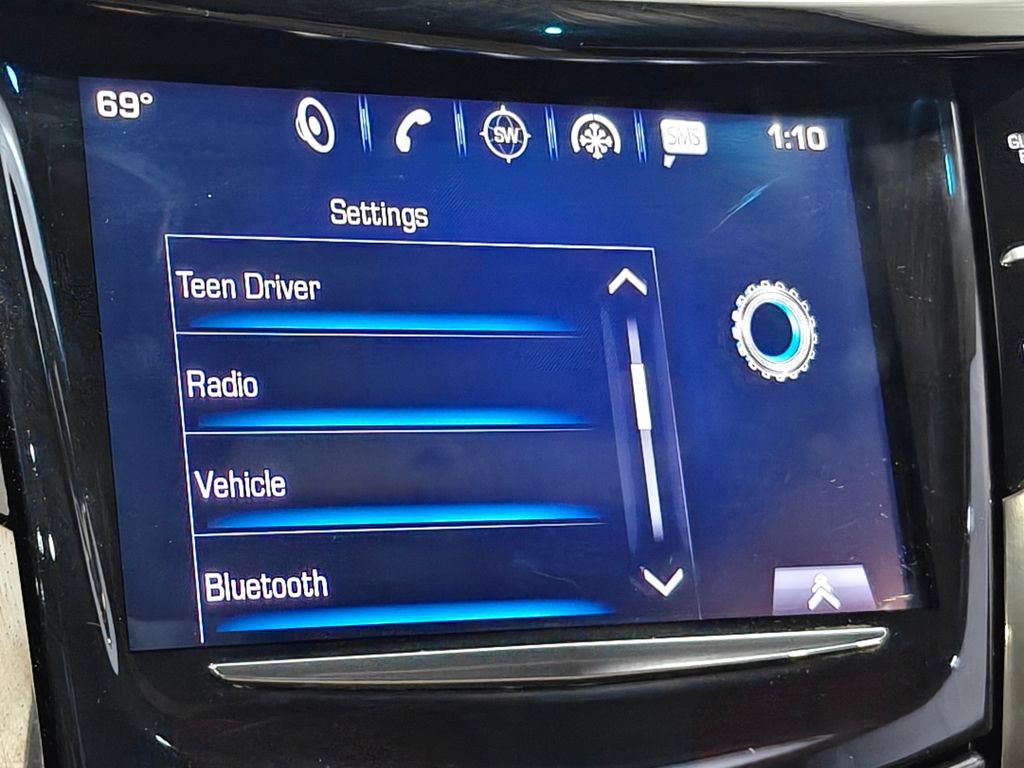 69°
SW
SMS
1:10
Settings
Teen Driver
Radio
Vehicle
Bluetooth